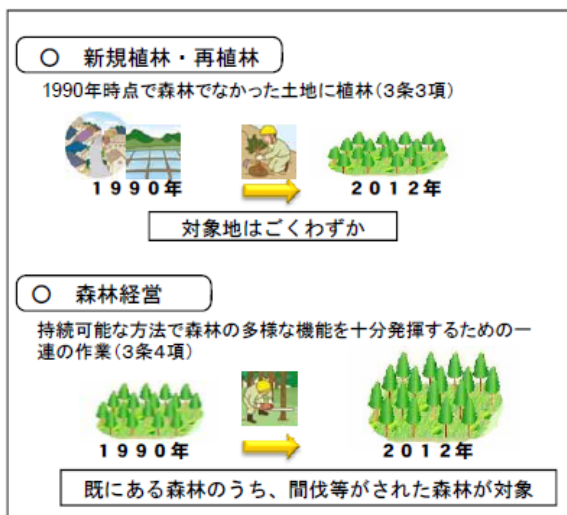 ○ 新規植林・再植林
1990年時点で森林でなかった土地に植林(3条3項)
1990年
2012年
対象地はごくわずか
○ 森林経営
持続可能な方法で森林の多様な機能を十分発揮するための一
連の作業(3条4項)
1990年
2012年
既にある森林のうち、間伐等がされた森林が対象